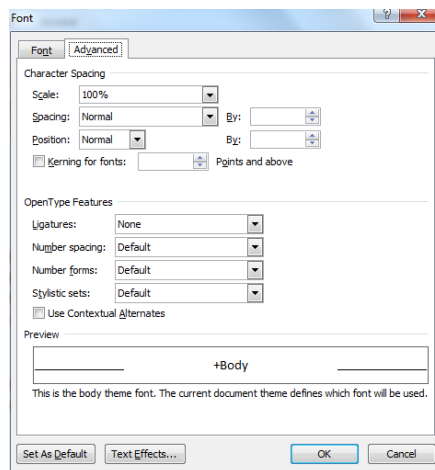 Font
Font Advanced
Character Spacing
Scale: 100%
Spacing: Normal By:
Position: Normal By:
Kerning for fonts: Points and above
OpenType Features
Ligatures: None
Number spacing: Default
Number forms: Default
Stylistic sets: Default
Use Contextual Alternates
Preview
+Body
This is the body theme font. The current document theme defines which font will be used.
Set As Default Text Effects... OK Cancel